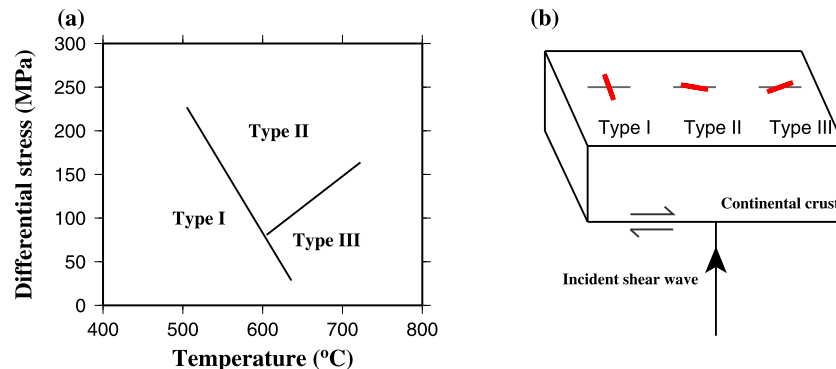 (a)
300
250
200
150
100
50
0
Differential stress (MPa)
Type II
Type I
Type III
400 500 600 700 800
Temperature (ºC)
(b)
Type I Type II Type III
Continental crust
Incident shear wave